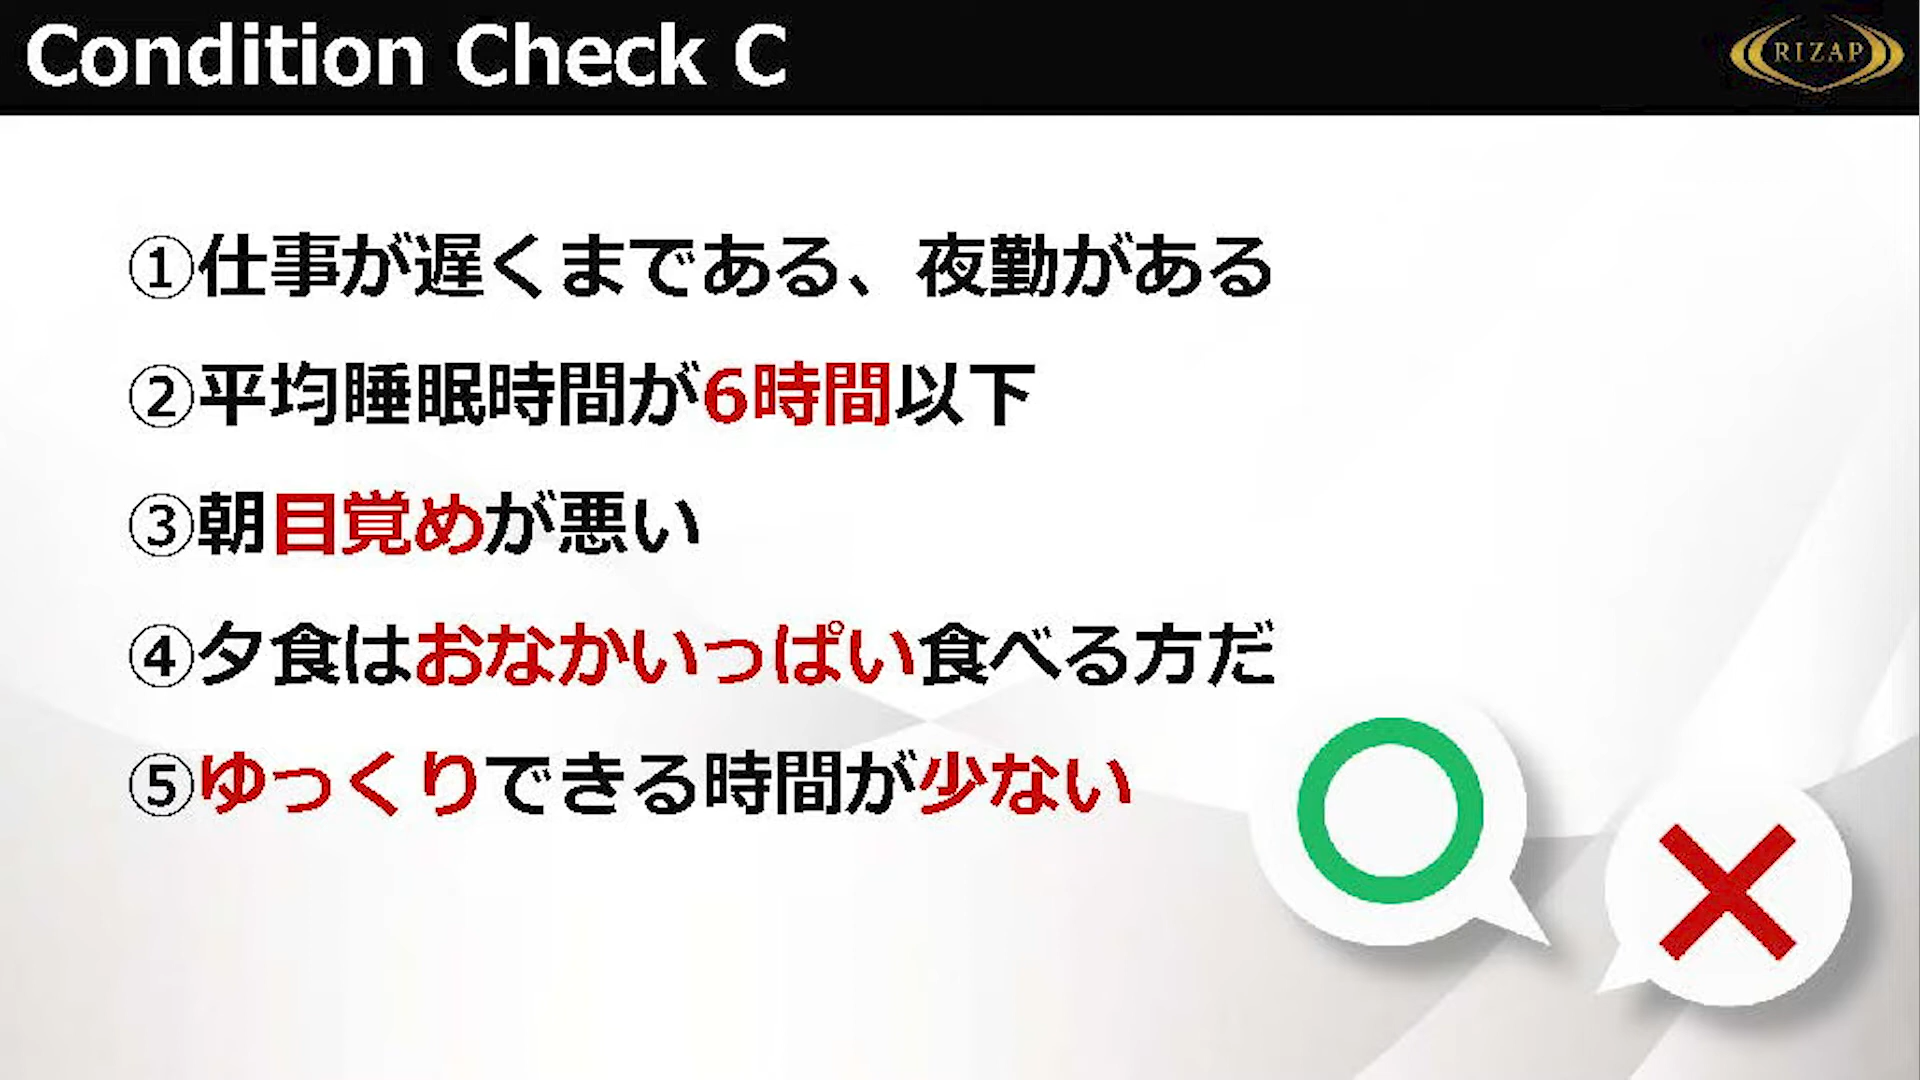 Condition Check C
RIZAP
①仕事が遅くまである、夜勤がある
②平均睡眠時間が6時間以下
③朝目覚めが悪い
④夕食はおなかいっぱい食べる方だ
⑤ゆっくりできる時間が少ない